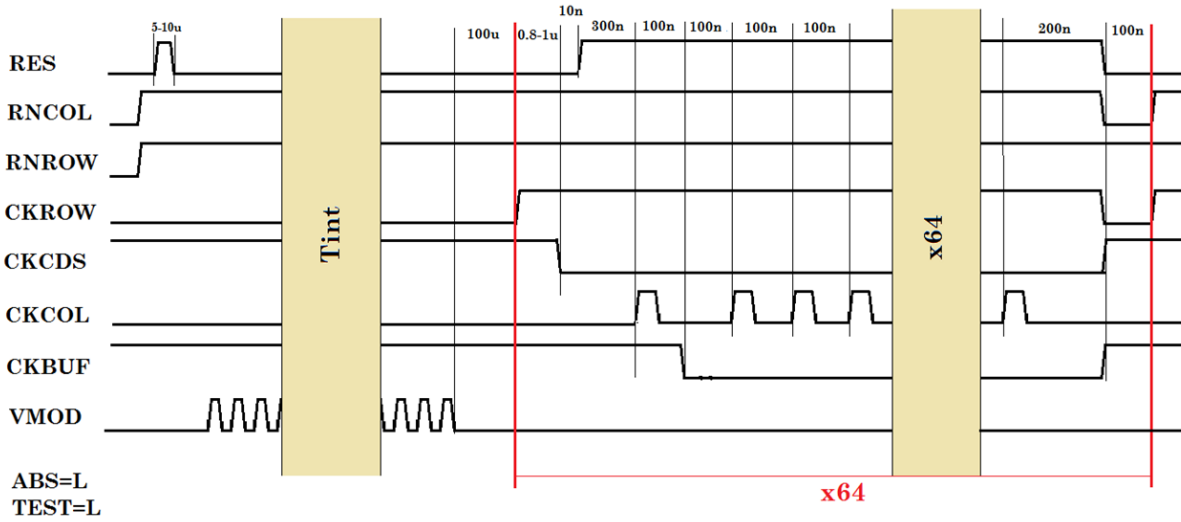 10n
5-10u
100u
0.8-1u
300n
100n
100n
100n
100n
200n
100n
RES
RNCOL
RNROW
CKROW
CKCDS
CKCOL
CKBUF
VMOD
Tint
x64
ABS=L
TEST=L
x64